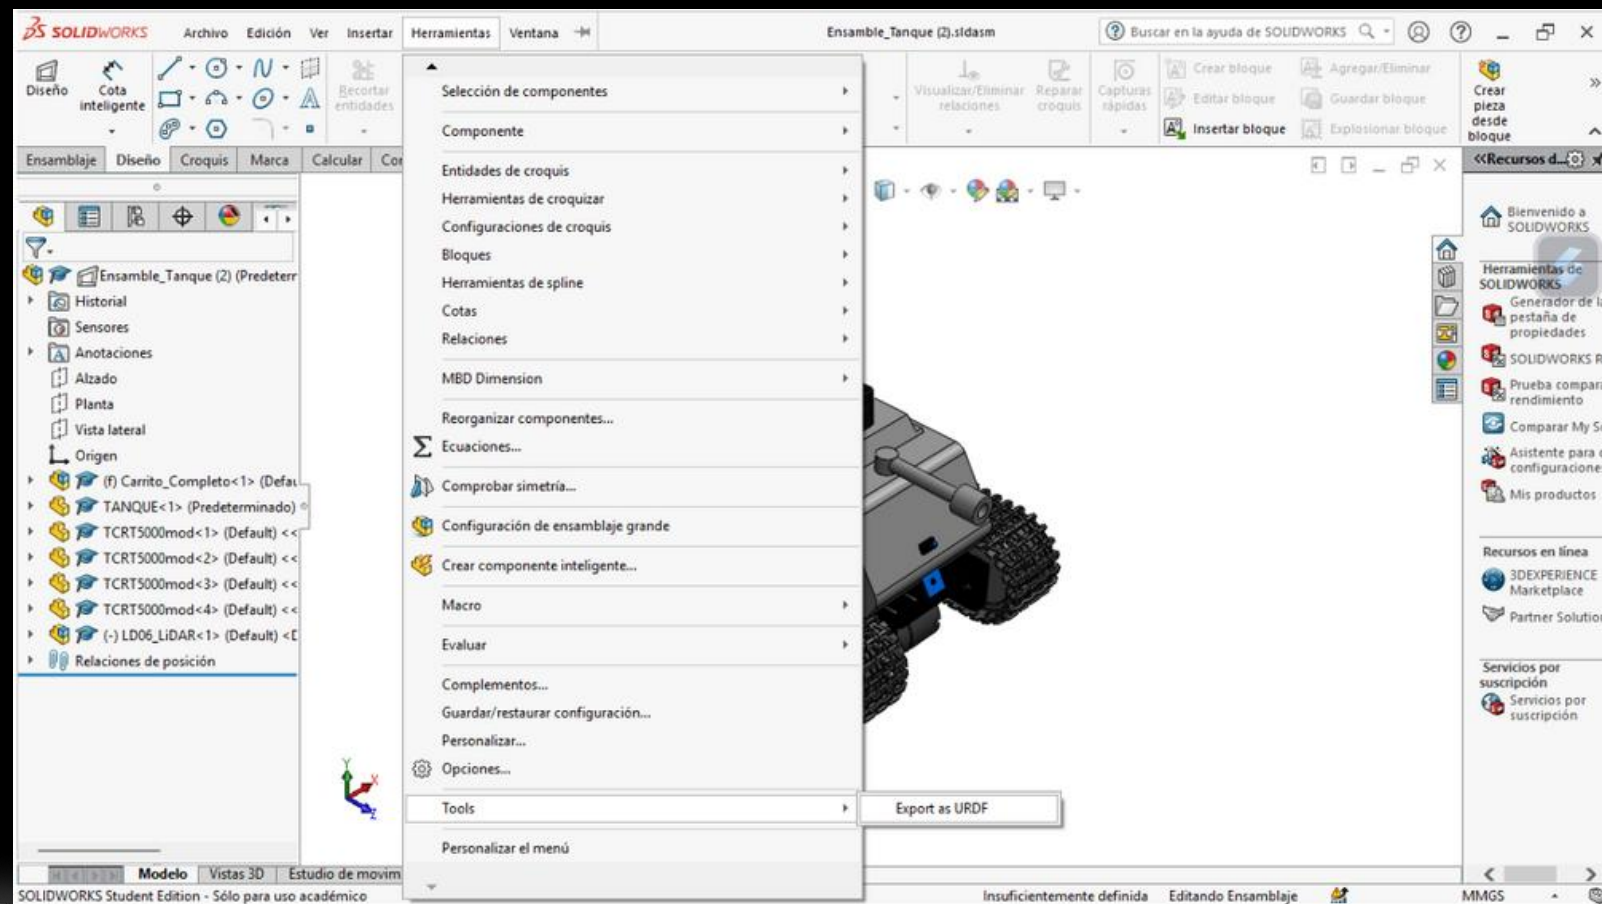 SOLIDWORKS Archivo Edición Ver Insertar Herramientas Ventana
Ensamble_Tanque (2).sldasm
Buscar en la ayuda de SOLIDWORKS
Diseño
Cota inteligente
Recortar entidades
Visualizar/Eliminar relaciones
Reparar croquis
Capturas rápidas
Crear bloque
Editar bloque
Insertar bloque
Agregar/Eliminar
Guardar bloque
Explosionar bloque
Crear
pieza
desde
bloque
Ensamblaje Diseño Croquis Marca Calcular
Ensamble_Tanque (2) (Predeterr
Historial
Sensores
Anotaciones
Alzado
Planta
Vista lateral
Origen
(f) Carrito_Completo<1> (Defau
TANQUE<1> (Predeterminado)
TCRT5000mod<1> (Default) <<
TCRT5000mod<2> (Default) <<
TCRT5000mod<3> (Default) <<
TCRT5000mod<4> (Default) <<
(-) LD06_LiDAR<1> (Default) <D
Relaciones de posición
Selección de componentes
Componente
Entidades de croquis
Herramientas de croquizar
Configuraciones de croquis
Bloques
Herramientas de spline
Cotas
Relaciones
MBD Dimension
Reorganizar componentes...
Ecuaciones...
Comprobar simetría...
Configuración de ensamblaje grande
Crear componente inteligente...
Macro
Evaluar
Complementos...
Guardar/restaurar configuración...
Personalizar...
Opciones...
Tools
Export as URDF
Personalizar el menú
Y
X
Z
<<Recursos d...
Bienvenido a
SOLIDWORKS
Herramientas de
SOLIDWORKS
Generador de la
pestaña de
propiedades
SOLIDWORKS R
Prueba compara
rendimiento
Comparar My So
Asistente para c
configuracione
Mis productos
Recursos en línea
3DEXPERIENCE
Marketplace
Partner Solution
Servicios por
suscripción
Servicios por
suscripción
Modelo Vistas 3D Estudio de movim
SOLIDWORKS Student Edition - Sólo para uso académico
Insuficientemente definida Editando Ensamblaje MMGS